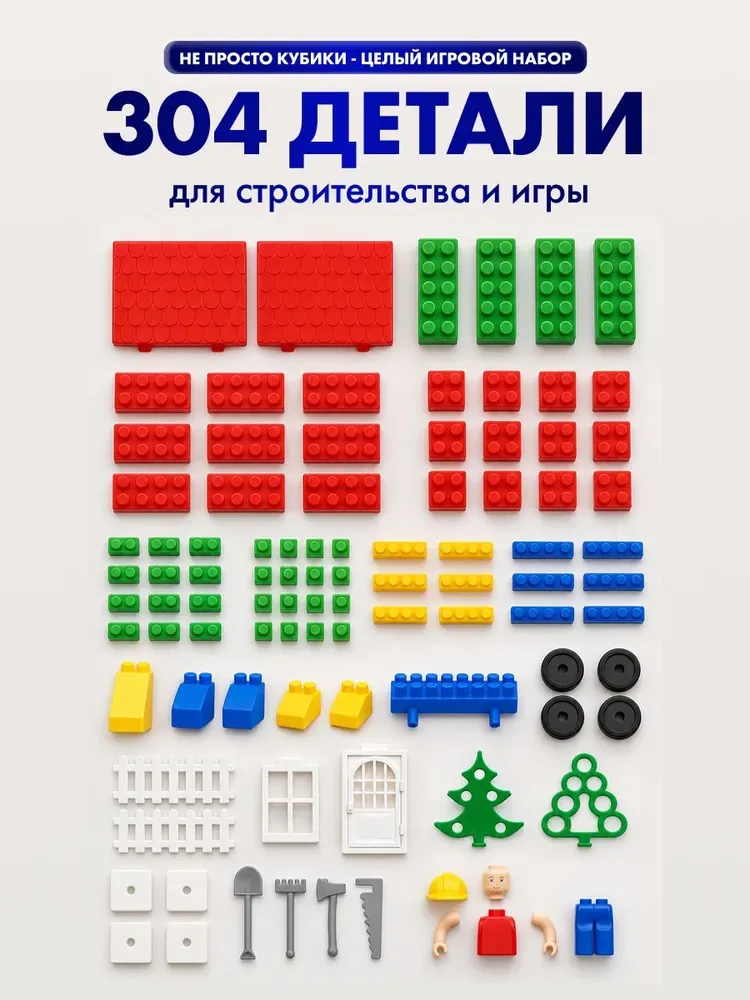 НЕ ПРОСТО КУБИКИ - ЦЕЛЫЙ ИГРОВОЙ НАБОР
304 ДЕТАЛИ
для строительства и игры